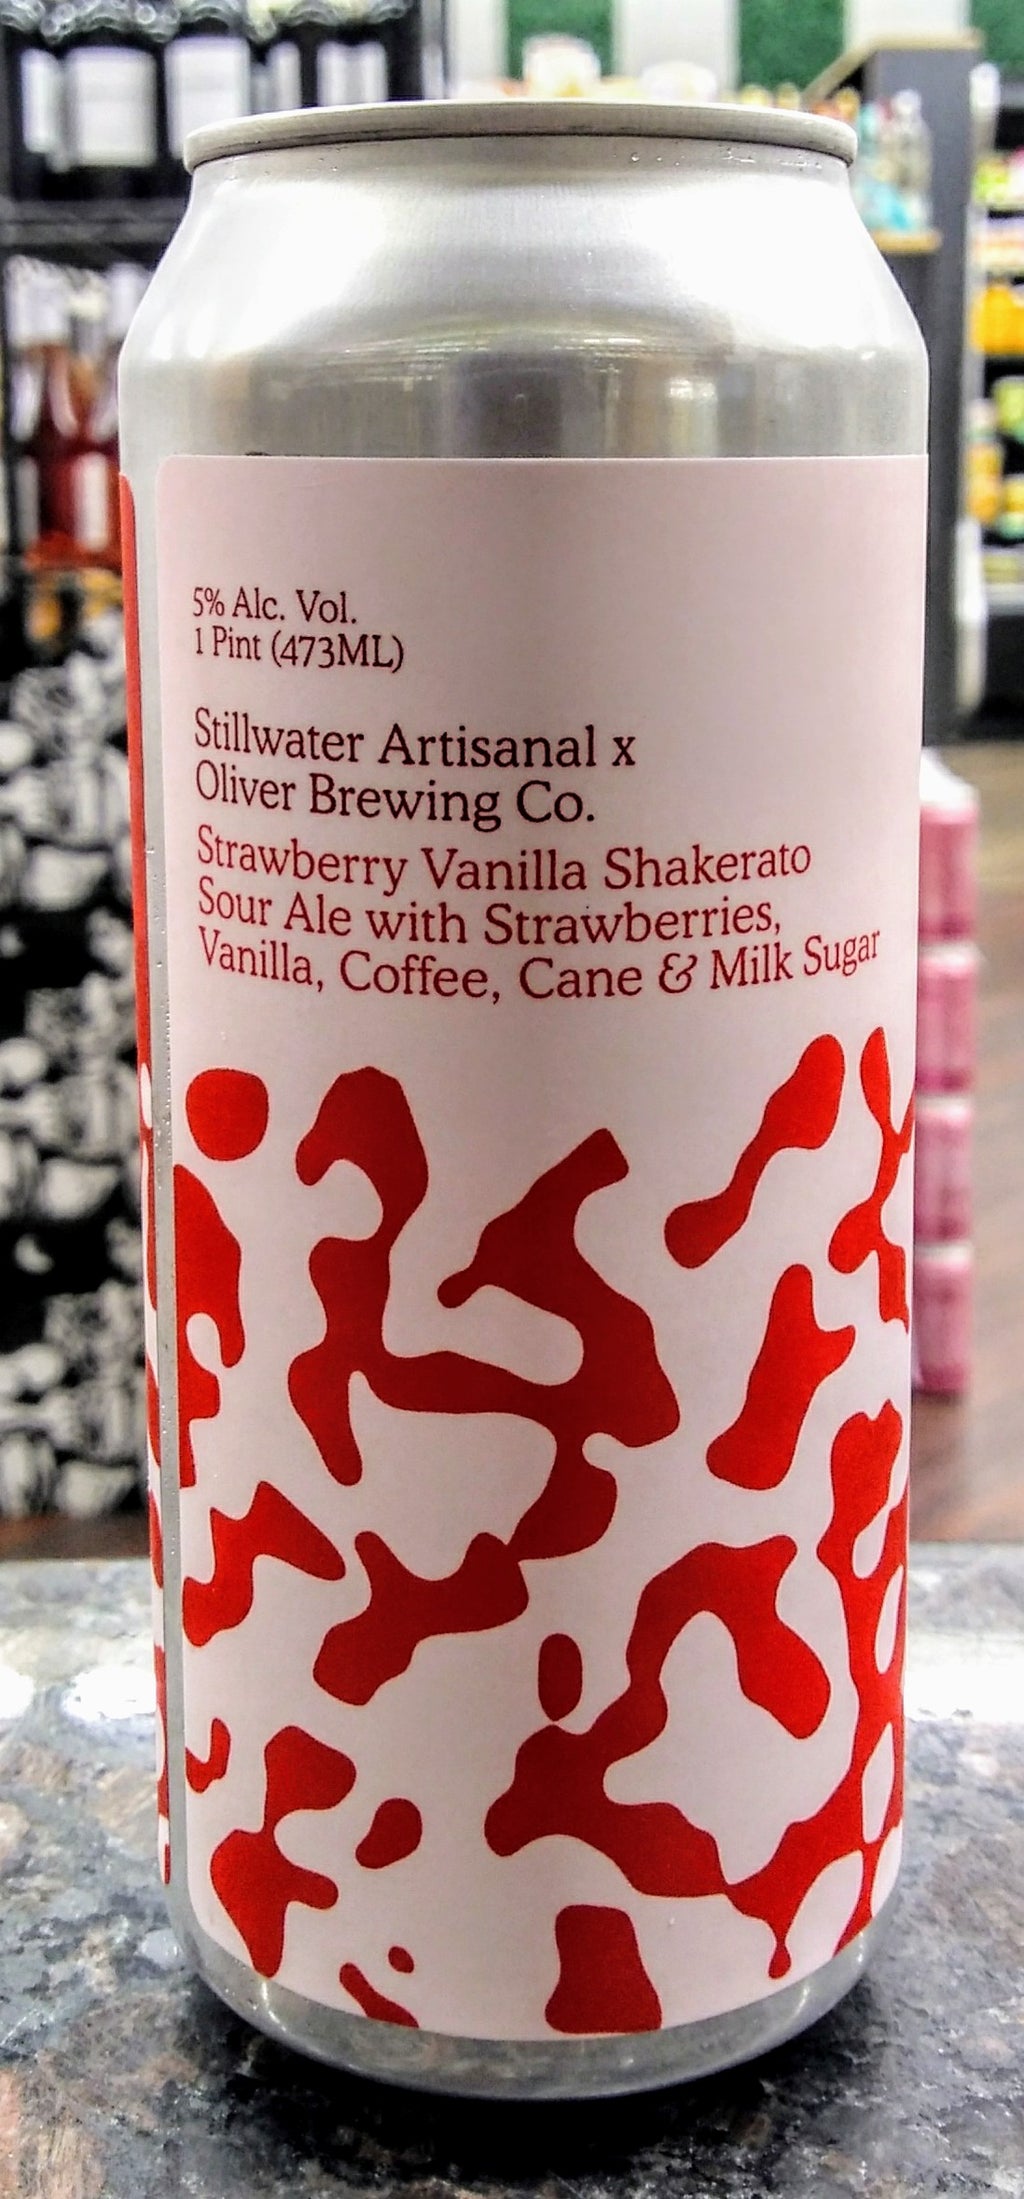 5% Alc. Vol.
1 Pint (473ML)
Stillwater Artisanal x
Oliver Brewing Co.
Strawberry Vanilla Shakerato
Sour Ale with Strawberries,
Vanilla, Coffee, Cane & Milk Sugar